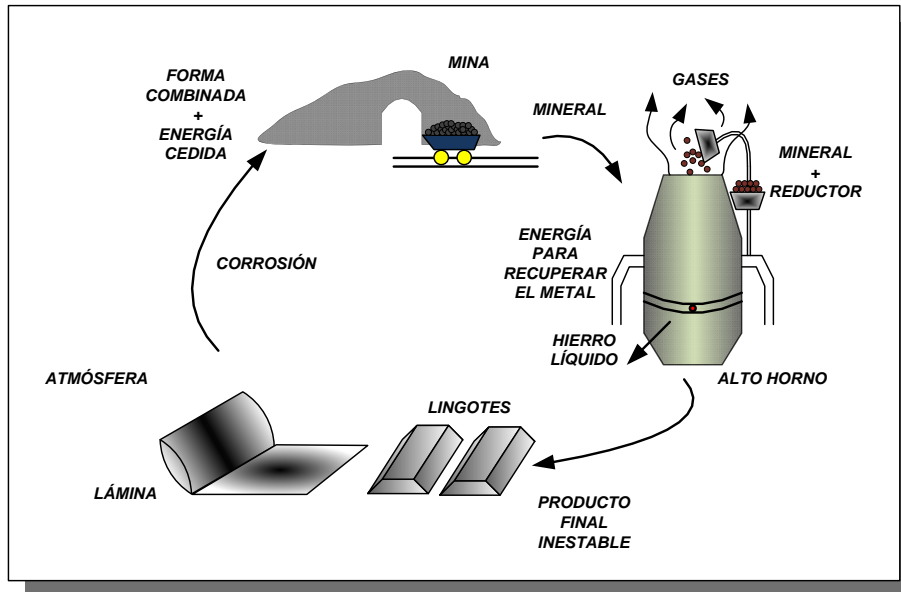 MINA
FORMA
COMBINADA
+
ENERGÍA
CEDIDA
MINERAL
GASES
MINERAL
+
REDUCTOR
ENERGÍA
PARA
RECUPERAR
EL METAL
CORROSIÓN
HIERRO
LÍQUIDO
ALTO HORNO
ATMÓSFERA
LINGOTES
LÁMINA
PRODUCTO
FINAL
INESTABLE